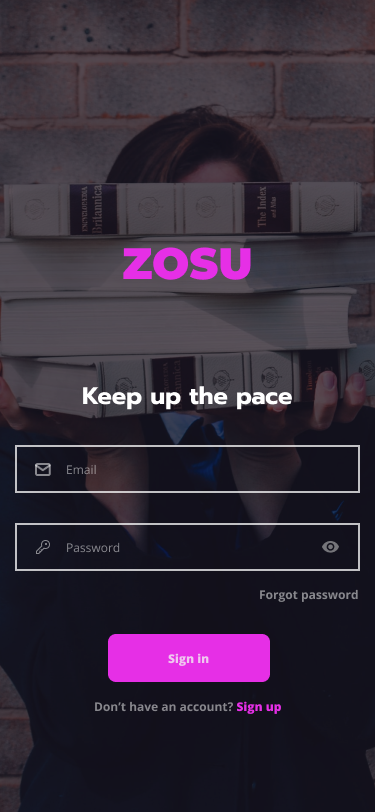 ENCYCLOPAEDIA
Britannica
The Index
ZOSU
Keep up the pace
Email
Password
Forgot password
Sign in
Don’t have an account? Sign up